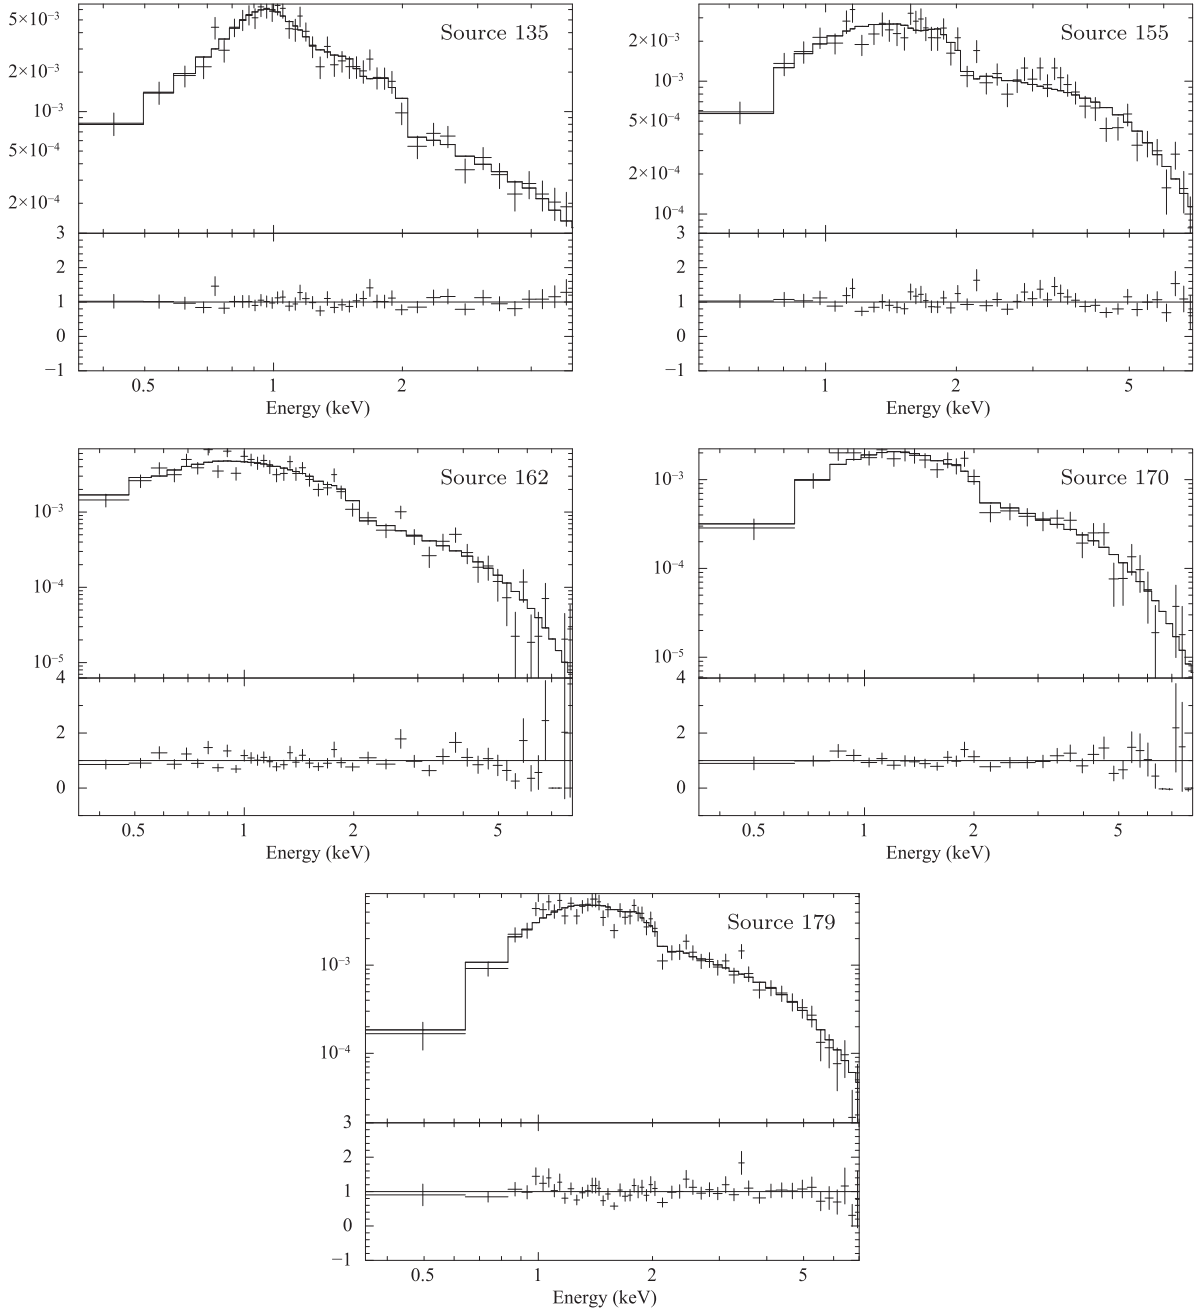 5×10⁻³
Source 135
2×10⁻³
10⁻³
5×10⁻⁴
2×10⁻⁴
3
2
1
0
−1
0.5 1 2
Energy (keV)
Source 155
2×10⁻³
10⁻³
5×10⁻⁴
2×10⁻⁴
10⁻⁴
3
2
1
0
−1
1 2 5
Energy (keV)
Source 162
10⁻³
10⁻⁴
10⁻⁵
4
2
0
0.5 1 2 5
Energy (keV)
Source 170
10⁻³
10⁻⁴
10⁻⁵
4
2
0
0.5 1 2 5
Energy (keV)
Source 179
10⁻³
10⁻⁴
3
2
1
0
−1
0.5 1 2 5
Energy (keV)